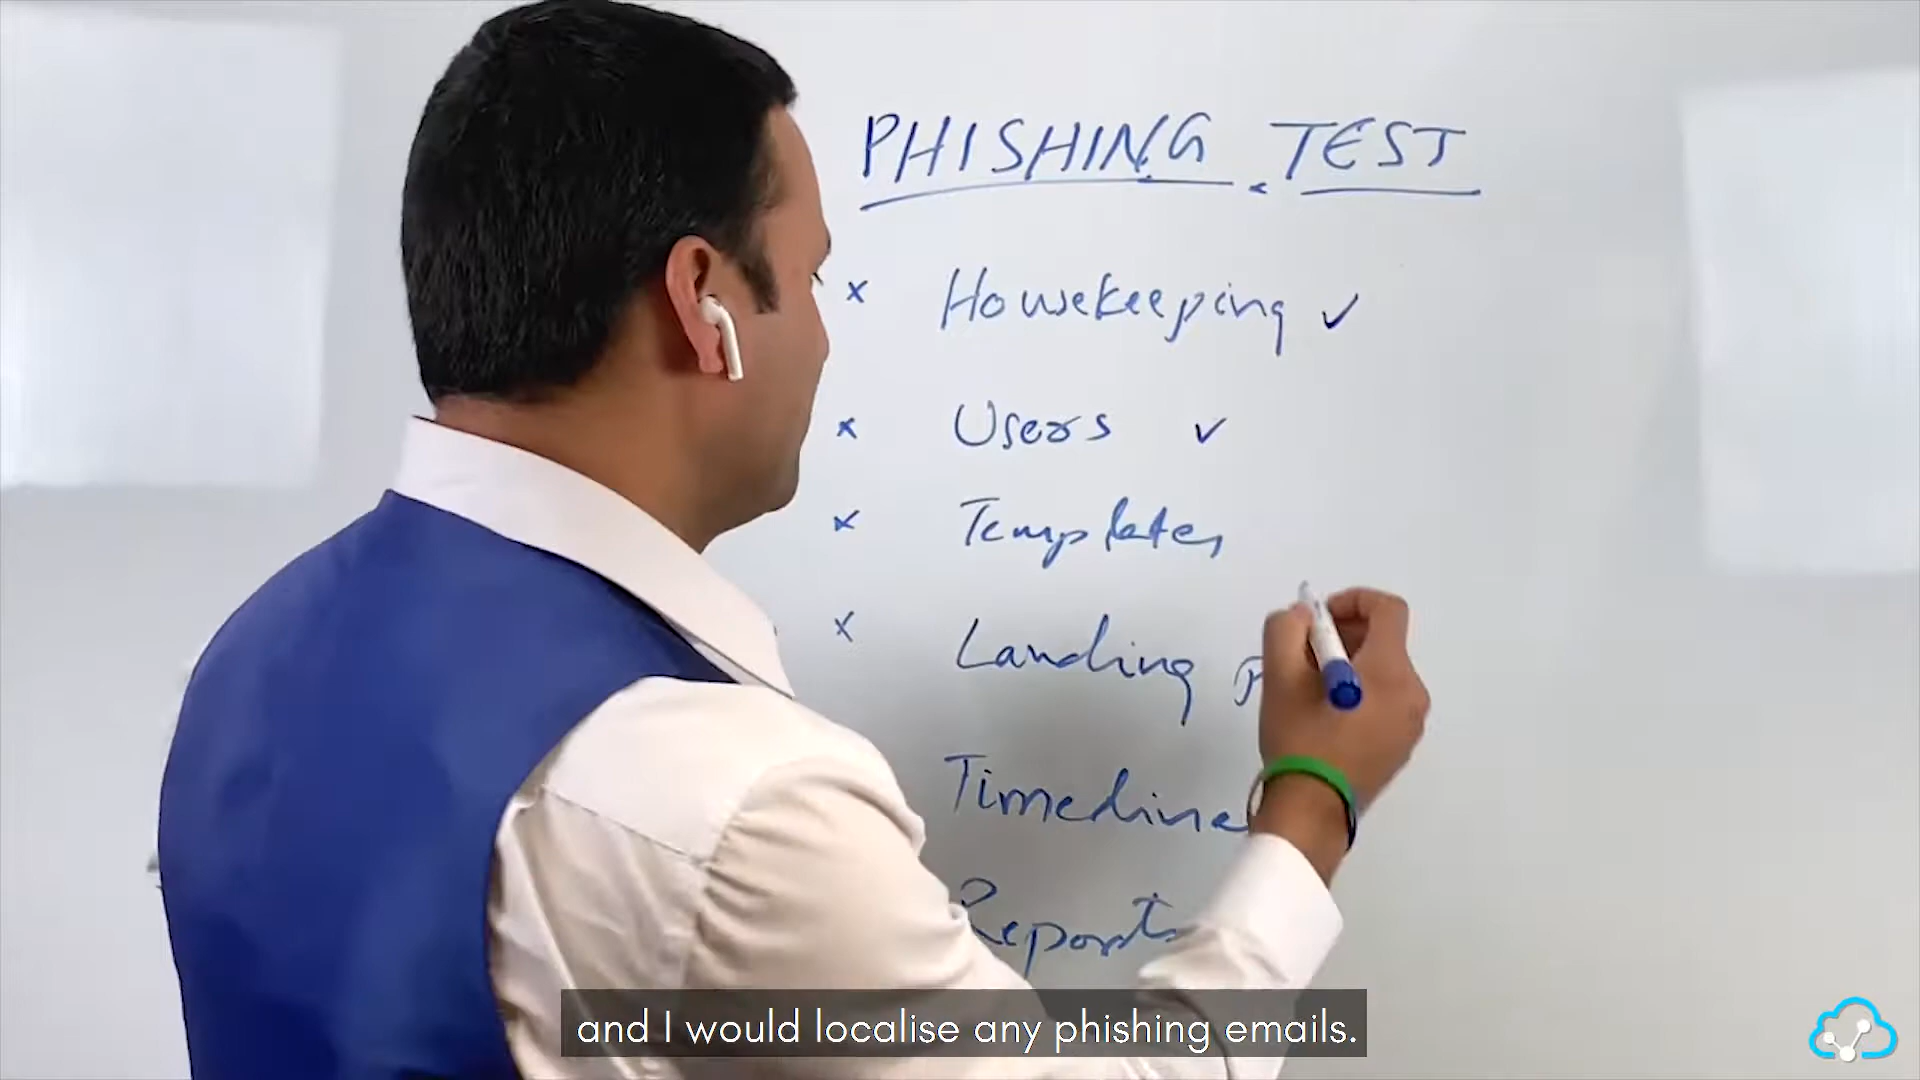 PHISHING TEST
x Housekeeping ✓
x Users ✓
x Templates
x Landing
Timeline
Reports
and I would localise any phishing emails.